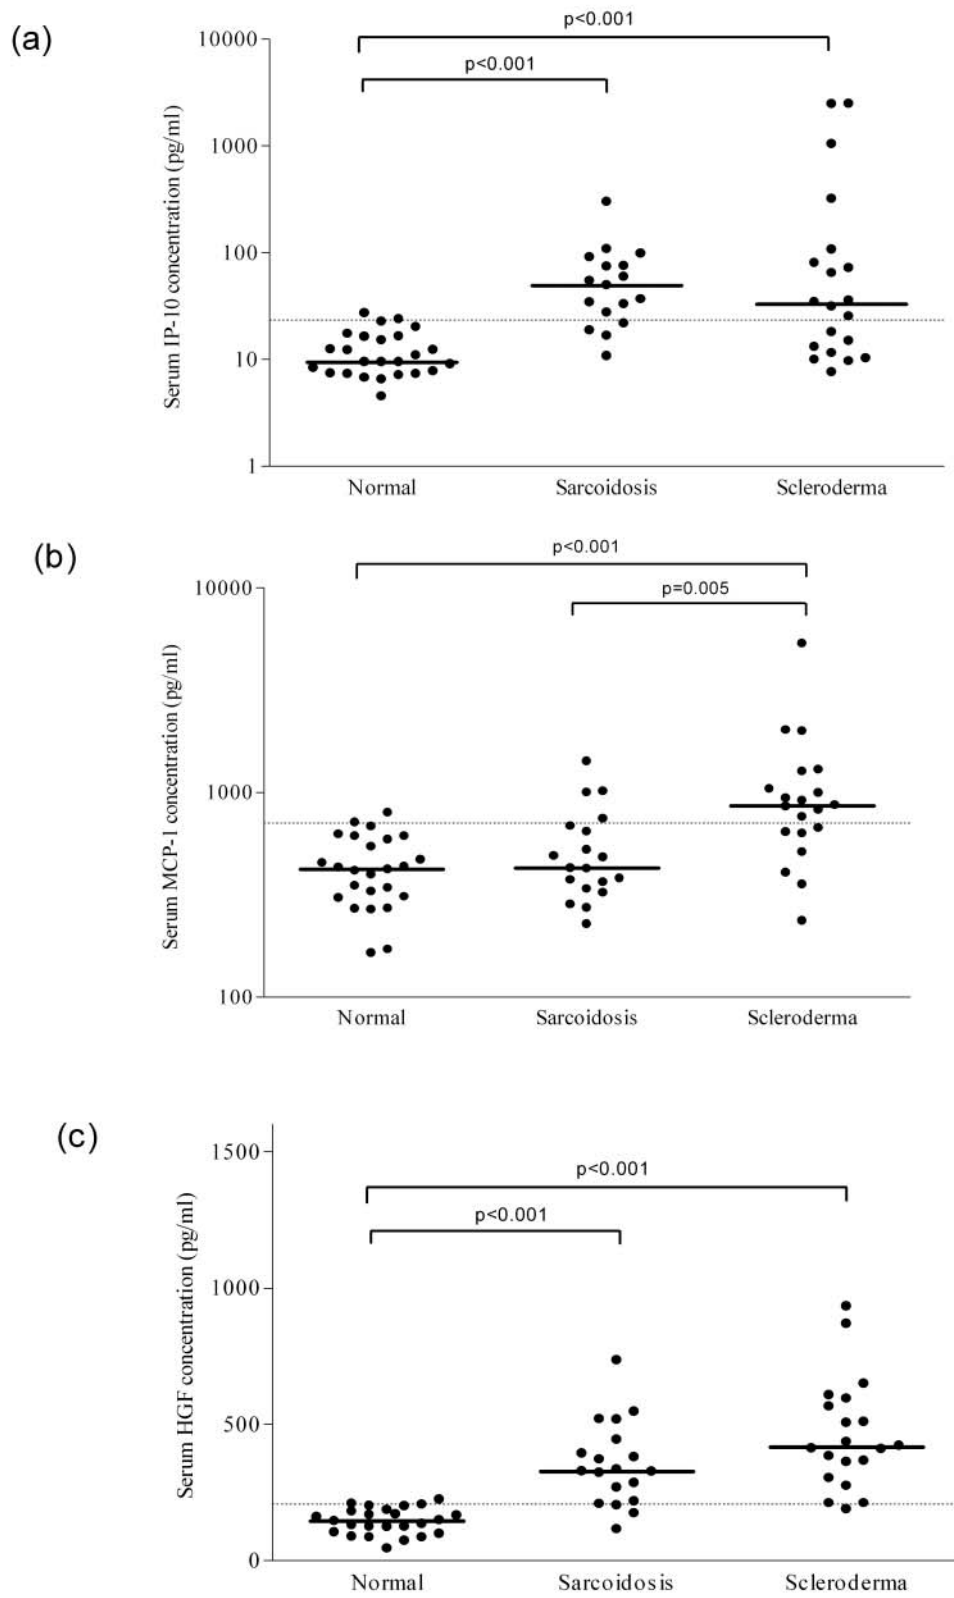 (a)
p<0.001
p<0.001
Serum IP-10 concentration (pg/ml)
10000
1000
100
10
1
Normal Sarcoidosis Scleroderma
(b)
p<0.001
p=0.005
Serum MCP-1 concentration (pg/ml)
10000
1000
100
Normal Sarcoidosis Scleroderma
(c)
p<0.001
p<0.001
Serum HGF concentration (pg/ml)
1500
1000
500
0
Normal Sarcoidosis Scleroderma